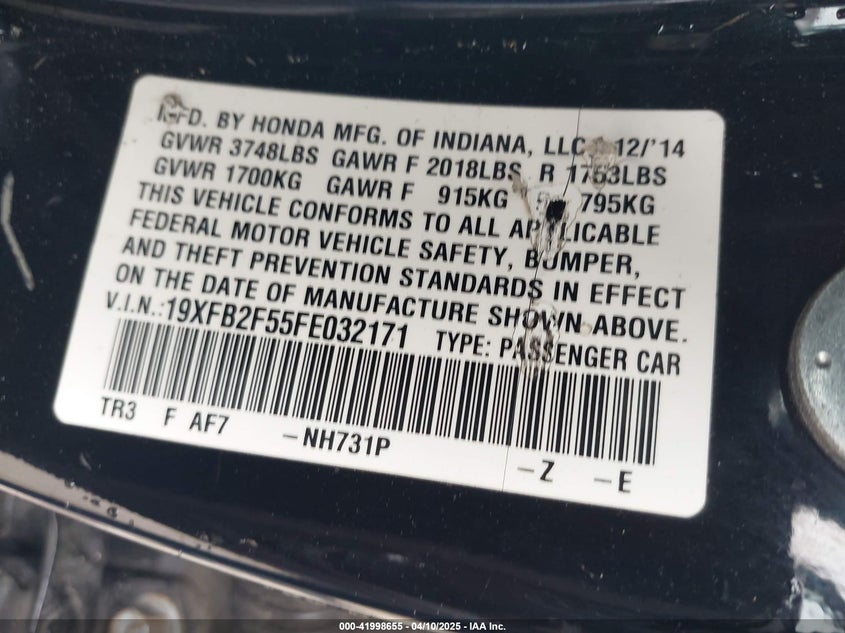 MFD. BY HONDA MFG. OF INDIANA, LLC 12/'14
GVWR 3748LBS GAWR F 2018LBS R 1753LBS
GVWR 1700KG GAWR F 915KG 795KG
THIS VEHICLE CONFORMS TO ALL APPLICABLE
FEDERAL MOTOR VEHICLE SAFETY, BUMPER,
AND THEFT PREVENTION STANDARDS IN EFFECT
ON THE DATE OF MANUFACTURE SHOWN ABOVE.
V.I.N.:19XFB2F55FE032171 TYPE: PASSENGER CAR
TR3 F AF7 -NH731P -Z -E
000-41998655 - 04/10/2025 - IAA Inc.